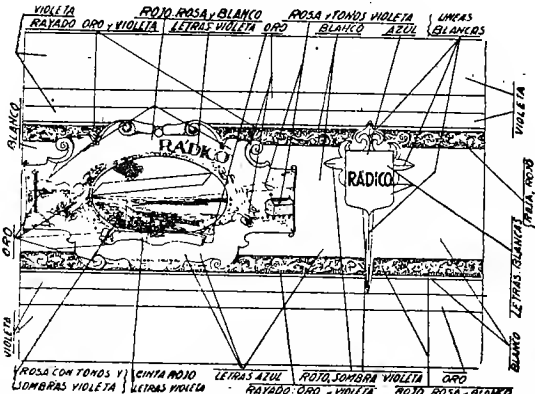 VIOLETA
RAYADO ORO y VIOLETA
ROJO, ROSA y BLANCO
LETRAS VIOLETA ORO
ROSA y TONOS VIOLETA
BLANCO AZUL
LINEAS
BLANCAS
BLANCO
VIOLETA
RADICO
RADICO
ROJO
LETRAS BLANCAS
ORO
VIOLETA
BLANCO
ROSA CON TONOS Y
SOMBRAS VIOLETA
CINTA ROJO
LETRAS VIOLETA
LETRAS AZUL
ROJO, SOMBRA VIOLETA
ORO
RAYADO: ORO - VIOLETA
ROJO ROSA - BLANCO